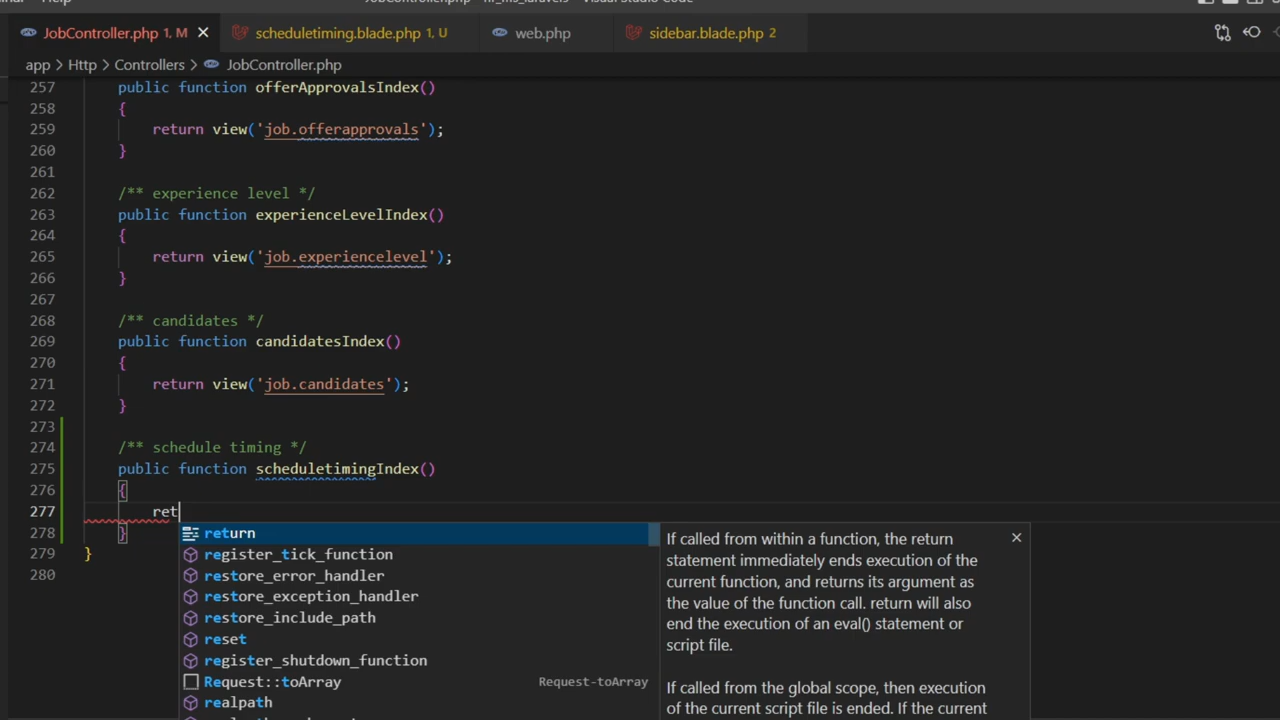 Help
JobController.php 1, M
scheduletiming.blade.php 1, U
web.php
sidebar.blade.php 2
app > Http > Controllers > JobController.php
257 public function offerApprovalsIndex()
258 {
259 return view('job.offerapprovals');
260 }
261
262 /** experience level */
263 public function experienceLevelIndex()
264 {
265 return view('job.experiencelevel');
266 }
267
268 /** candidates */
269 public function candidatesIndex()
270 {
271 return view('job.candidates');
272 }
273
274 /** schedule timing */
275 public function scheduletimingIndex()
276 {
277 ret
278 }
279 }
280
return
register_tick_function
restore_error_handler
restore_exception_handler
restore_include_path
reset
register_shutdown_function
Request::toArray Request-toArray
realpath
If called from within a function, the return
statement immediately ends execution of the
current function, and returns its argument as
the value of the function call. return will also
end the execution of an eval() statement or
script file.
If called from the global scope, then execution
of the current script file is ended. If the current